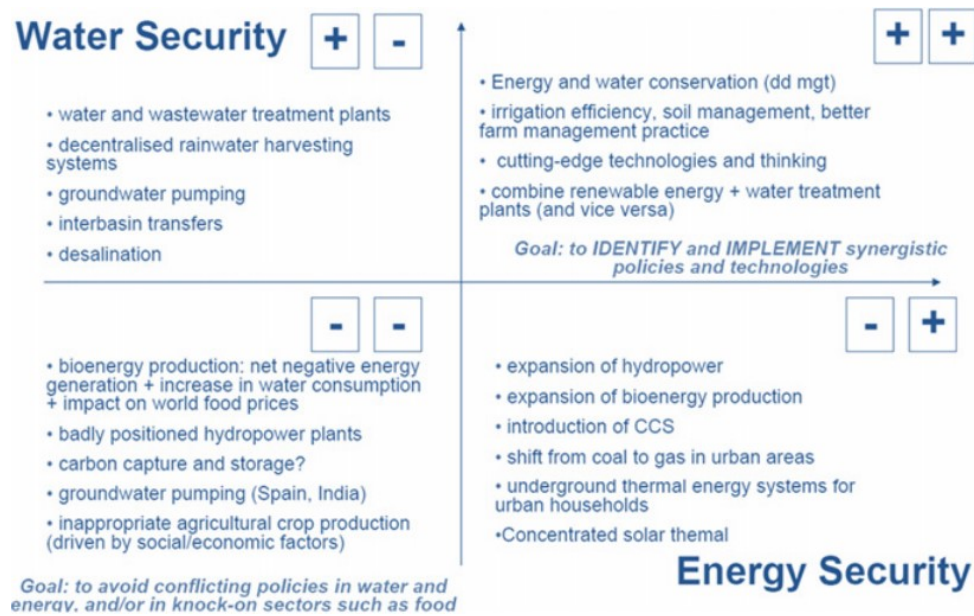 Water Security + -
• water and wastewater treatment plants
• decentralised rainwater harvesting
systems
• groundwater pumping
• interbasin transfers
• desalination
+ +
• Energy and water conservation (dd mgt)
• irrigation efficiency, soil management, better
farm management practice
• cutting-edge technologies and thinking
• combine renewable energy + water treatment
plants (and vice versa)
Goal: to IDENTIFY and IMPLEMENT synergistic
policies and technologies
- -
• bioenergy production: net negative energy
generation + increase in water consumption
+ impact on world food prices
• badly positioned hydropower plants
• carbon capture and storage?
• groundwater pumping (Spain, India)
• inappropriate agricultural crop production
(driven by social/economic factors)
Goal: to avoid conflicting policies in water and
energy, and/or in knock-on sectors such as food
- +
• expansion of hydropower
• expansion of bioenergy production
• introduction of CCS
• shift from coal to gas in urban areas
• underground thermal energy systems for
urban households
•Concentrated solar themal
Energy Security